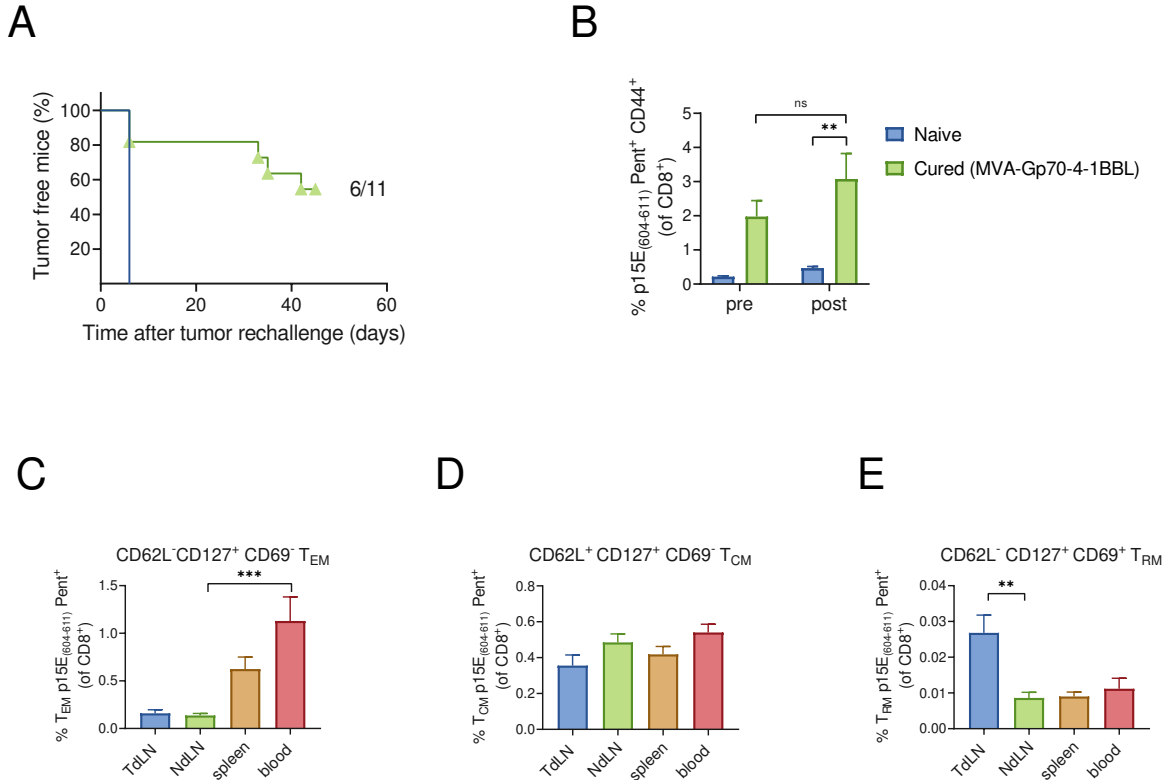 A
Tumor free mice (%)
100
80
60
40
20
0
20
40
60
6/11
Time after tumor rechallenge (days)
B
% p15E(604-611) Pent+ CD44+
(of CD8+)
5
4
3
2
1
0
ns
**
pre
post
Naive
Cured (MVA-Gp70-4-1BBL)
C
CD62L-CD127+ CD69- TEM
% TEM p15E(604-611) Pent+
(of CD8+)
1.5
1.0
0.5
0.0
***
TdLN
NdLN
spleen
blood
D
CD62L+ CD127+ CD69- TCM
% TCM p15E(604-611) Pent+
(of CD8+)
0.8
0.6
0.4
0.2
0.0
TdLN
NdLN
spleen
blood
E
CD62L- CD127+ CD69+ TRM
% TRM p15E(604-611) Pent+
(of CD8+)
0.04
0.03
0.02
0.01
0.00
**
TdLN
NdLN
spleen
blood